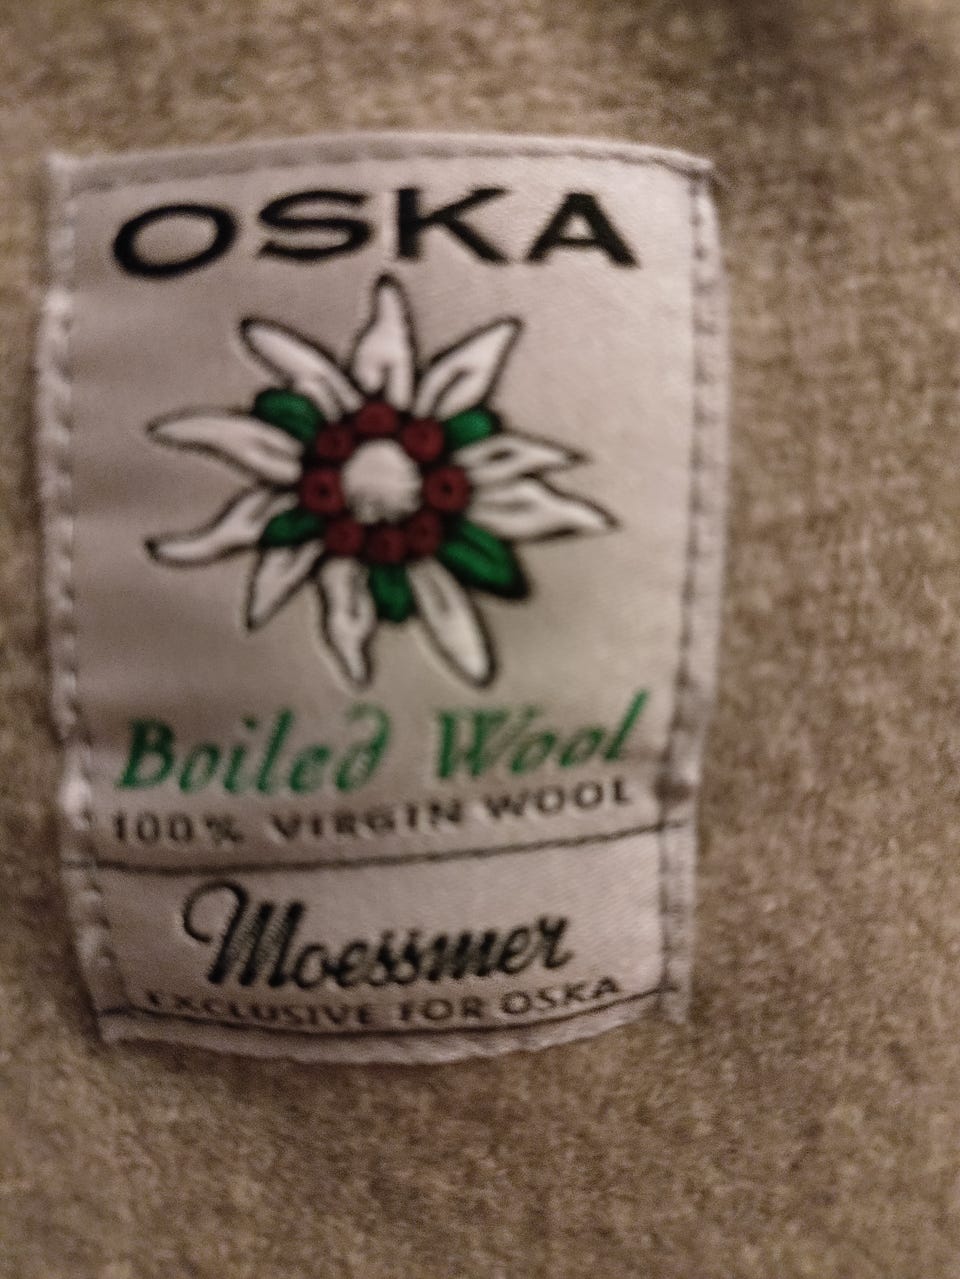 OSKA
Boiled Wool
100% VIRGIN WOOL
Moessmer
EXCLUSIVE FOR OSKA